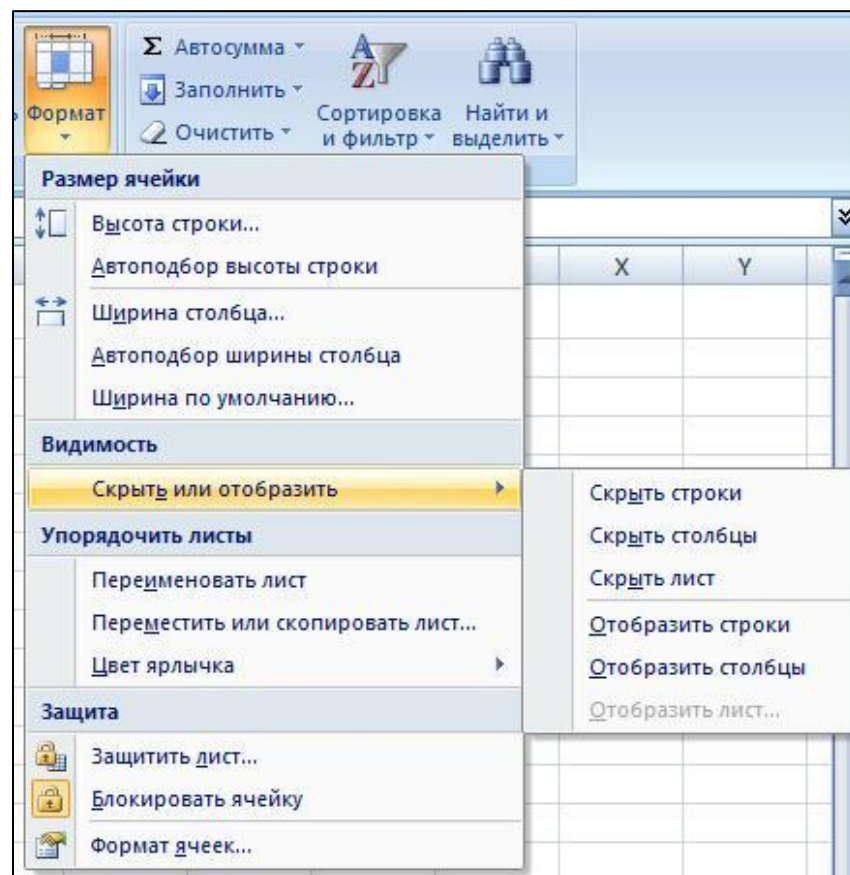 Формат
Σ Автосумма
Заполнить
Очистить
Сортировка
и фильтр
Найти и
выделить
Размер ячейки
Высота строки...
Автоподбор высоты строки
X Y
Ширина столбца...
Автоподбор ширины столбца
Ширина по умолчанию...
Видимость
Скрыть или отобразить
Скрыть строки
Скрыть столбцы
Скрыть лист
Отобразить строки
Отобразить столбцы
Отобразить лист...
Упорядочить листы
Переименовать лист
Переместить или скопировать лист...
Цвет ярлычка
Защита
Защитить лист...
Блокировать ячейку
Формат ячеек...